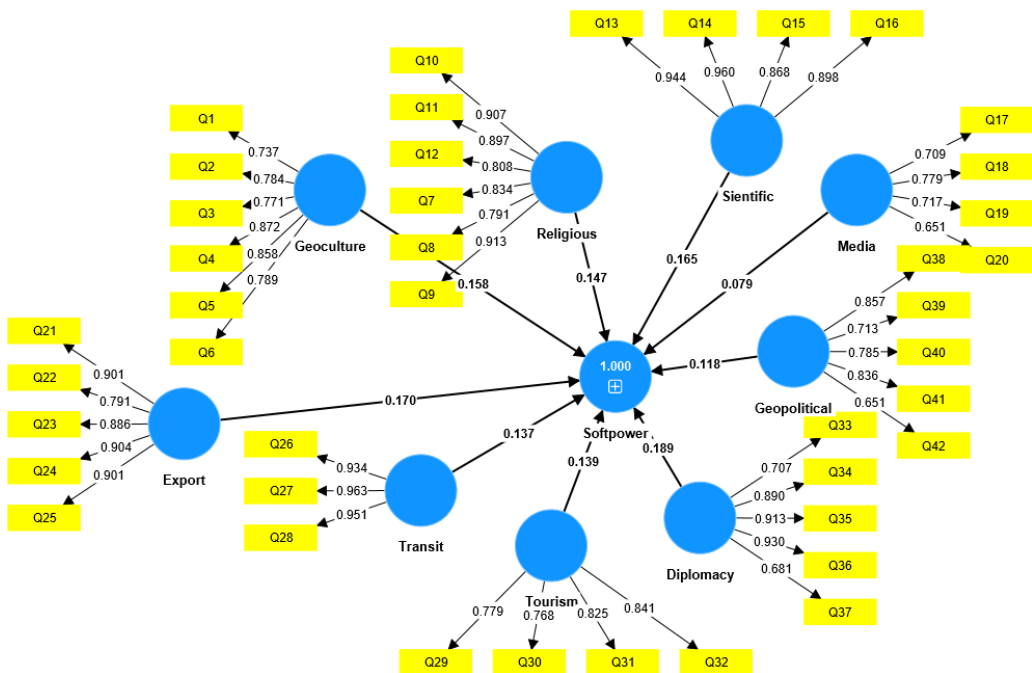 Q13
Q14
Q15
Q16
0.944
0.960
0.868
0.898
Sientific
Q10
Q11
Q12
Q7
Q8
Q9
0.907
0.897
0.808
0.834
0.791
0.913
Religious
Q1
Q2
Q3
Q4
Q5
Q6
0.737
0.784
0.771
0.872
0.858
0.789
Geoculture
Q17
Q18
Q19
Q20
0.709
0.779
0.717
0.651
Media
Q38
Q39
Q40
Q41
Q42
0.857
0.713
0.785
0.836
0.651
Geopolitical
0.158
0.147
0.165
0.079
0.118
1.000
Softpower
0.170
0.137
0.139
0.189
Q21
Q22
Q23
Q24
Q25
0.901
0.791
0.886
0.904
0.901
Export
Q26
Q27
Q28
0.934
0.963
0.951
Transit
Q33
Q34
Q35
Q36
Q37
0.707
0.890
0.913
0.930
0.681
Diplomacy
Tourism
0.779
0.768
0.825
0.841
Q29
Q30
Q31
Q32